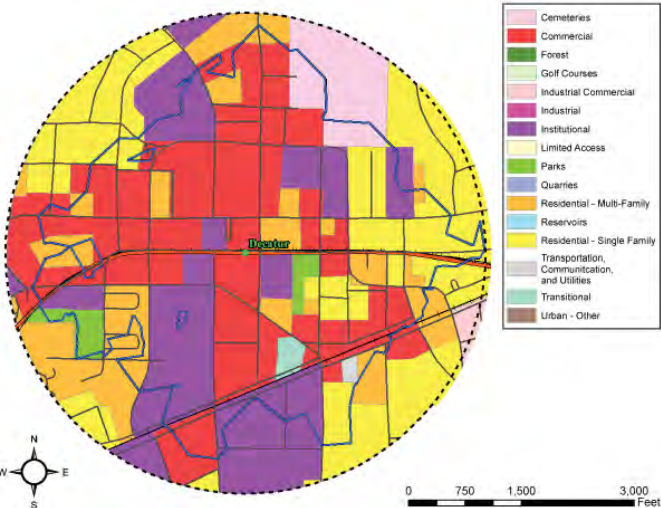 Cemeteries
Commercial
Forest
Golf Courses
Industrial Commercial
Industrial
Institutional
Limited Access
Parks
Quarries
Residential - Multi-Family
Reservoirs
Residential - Single Family
Transportation,
Communitcation,
and Utilities
Transitional
Urban - Other
Decatur
N
W
E
S
0 750 1,500 3,000
Feet